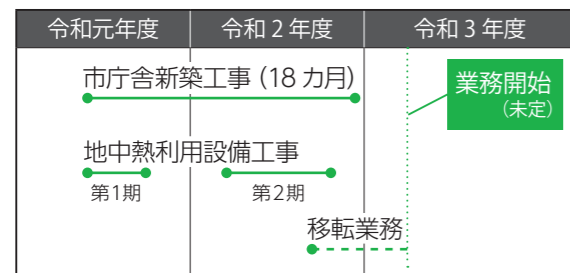 令和元年度 令和2年度 令和3年度
市庁舎新築工事（18カ月）
業務開始
（未定）
地中熱利用設備工事
第1期 第2期
移転業務